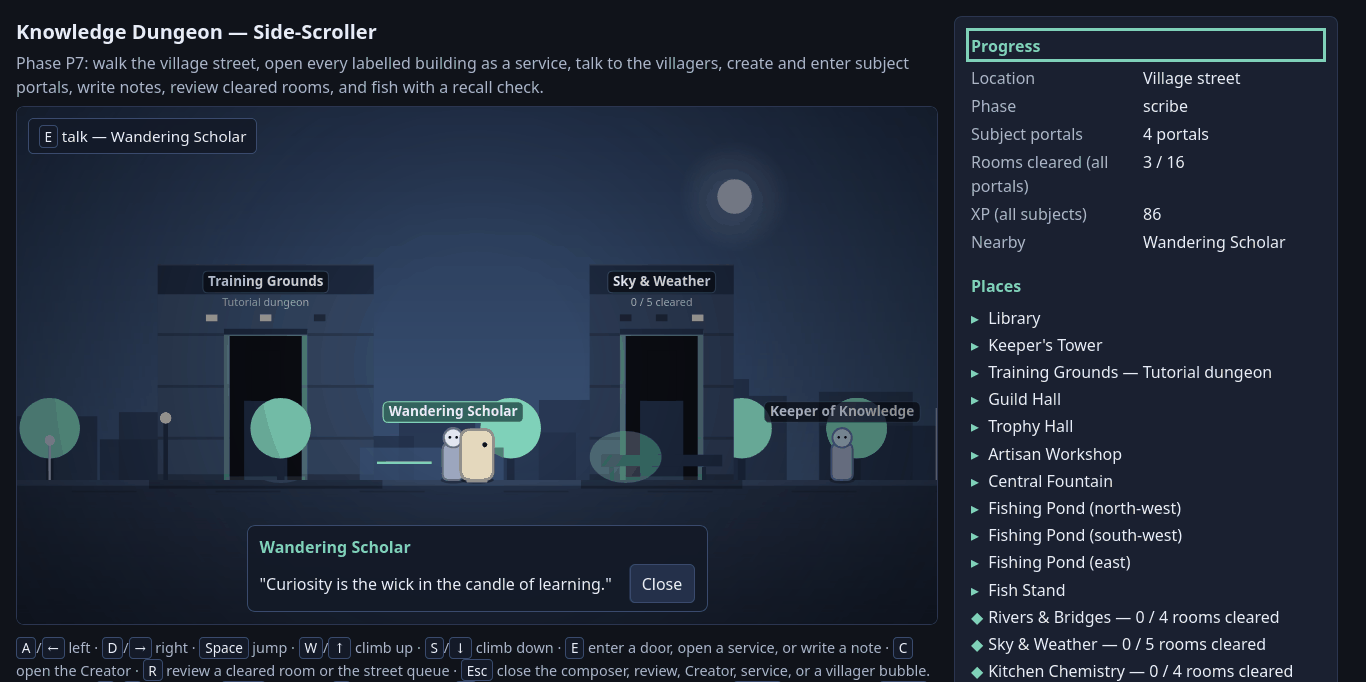 Knowledge Dungeon — Side-Scroller
Phase P7: walk the village street, open every labelled building as a service, talk to the villagers, create and enter subject
portals, write notes, review cleared rooms, and fish with a recall check.
E talk — Wandering Scholar
Training Grounds
Tutorial dungeon
Sky & Weather
0 / 5 cleared
Wandering Scholar
Keeper of Knowledge
Wandering Scholar
"Curiosity is the wick in the candle of learning."
Close
A/← left · D/→ right · Space jump · W/↑ climb up · S/↓ climb down · E enter a door, open a service, or write a note · C
open the Creator · R review a cleared room or the street queue · Esc close the composer, review, Creator, service, or a villager bubble.
Progress
Location Village street
Phase scribe
Subject portals 4 portals
Rooms cleared (all 3 / 16
portals)
XP (all subjects) 86
Nearby Wandering Scholar
Places
▸ Library
▸ Keeper's Tower
▸ Training Grounds — Tutorial dungeon
▸ Guild Hall
▸ Trophy Hall
▸ Artisan Workshop
▸ Central Fountain
▸ Fishing Pond (north-west)
▸ Fishing Pond (south-west)
▸ Fishing Pond (east)
▸ Fish Stand
◆ Rivers & Bridges — 0 / 4 rooms cleared
◆ Sky & Weather — 0 / 5 rooms cleared
◆ Kitchen Chemistry — 0 / 4 rooms cleared